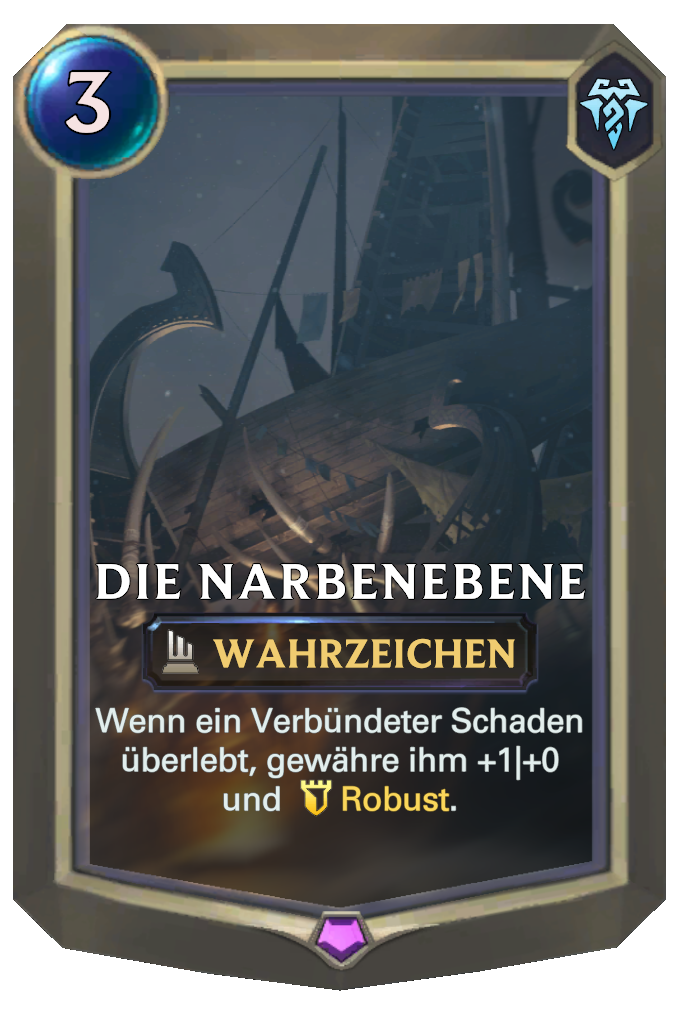 3
DIE NARBENEBENE
WAHRZEICHEN
Wenn ein Verbündeter Schaden
überlebt, gewähre ihm +1|+0
und Robust.